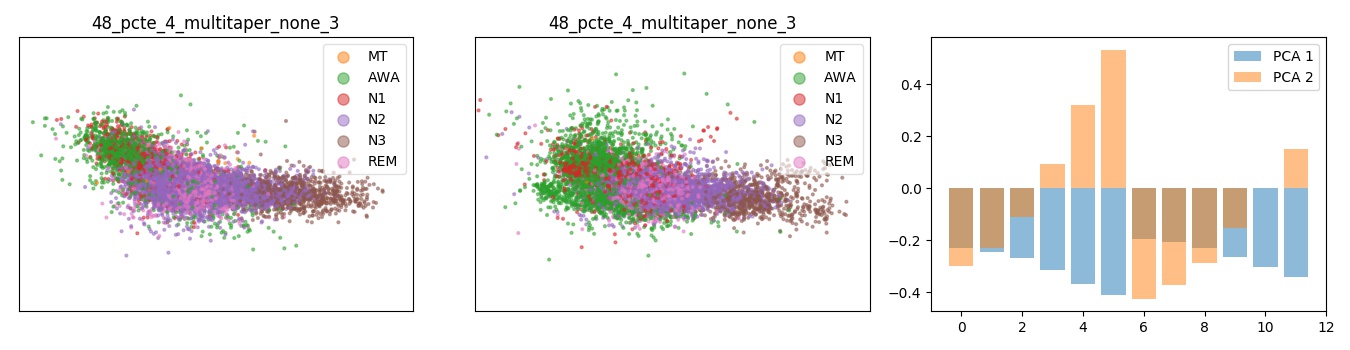 48_pcte_4_multitaper_none_3
MT
AWA
N1
N2
N3
REM
48_pcte_4_multitaper_none_3
MT
AWA
N1
N2
N3
REM
PCA 1
PCA 2
0.4
0.2
0.0
−0.2
−0.4
0 2 4 6 8 10 12